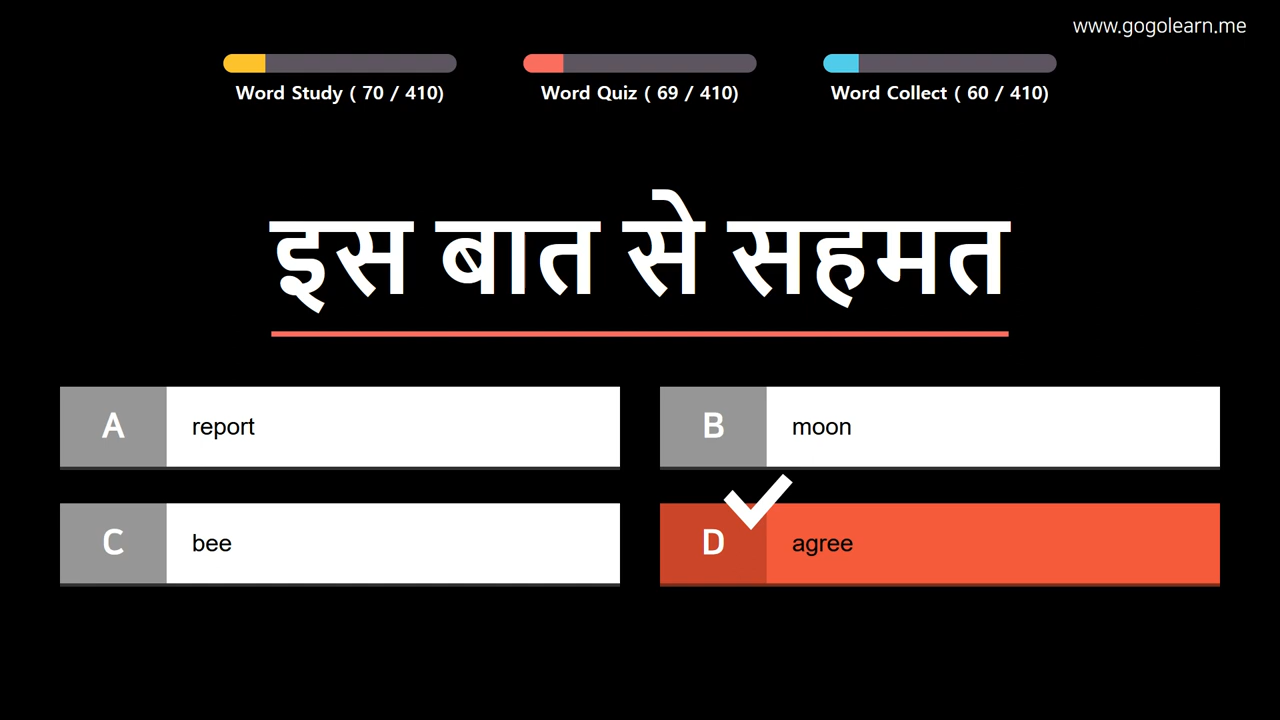 www.gogolearn.me
Word Study ( 70 / 410)
Word Quiz ( 69 / 410)
Word Collect ( 60 / 410)
इस बात से सहमत
A report
B moon
C bee
D agree